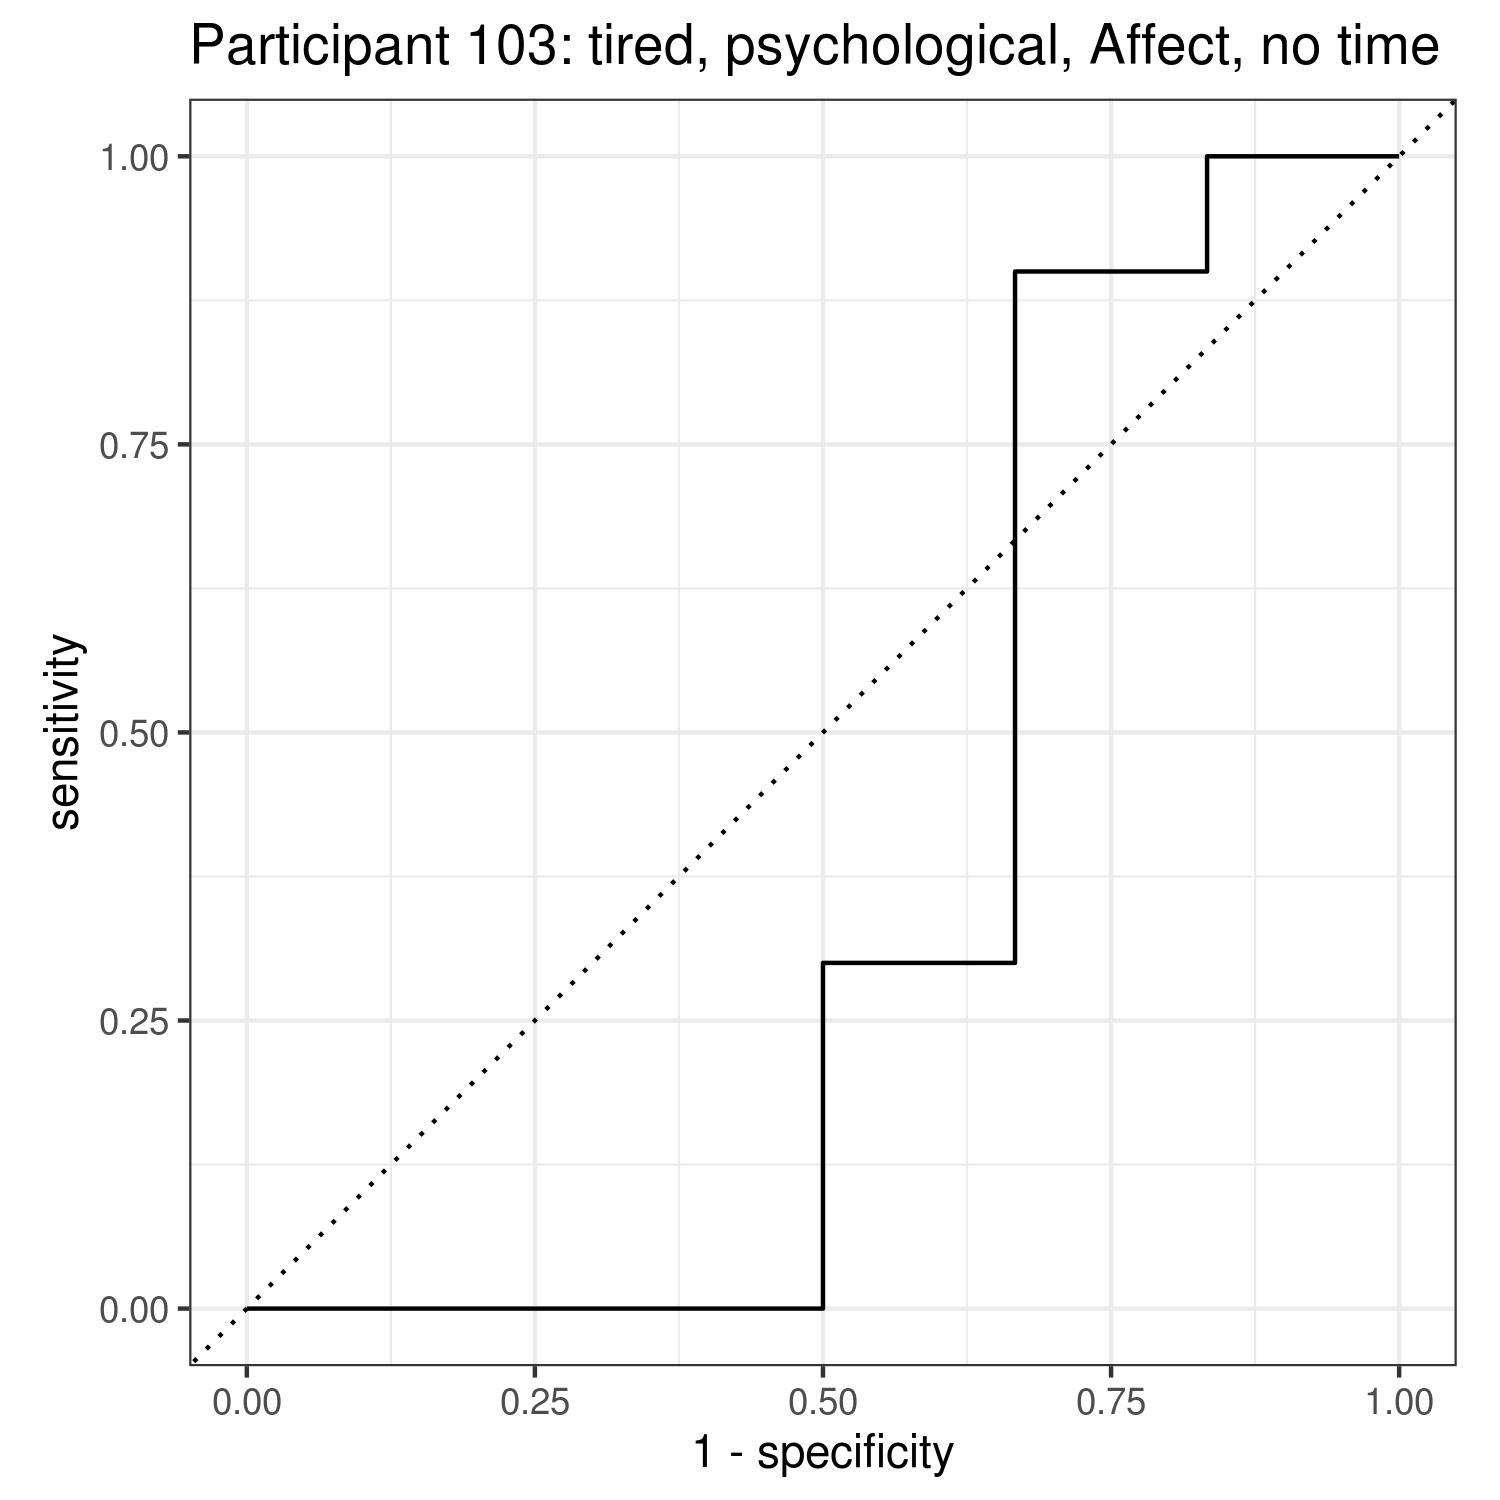 Participant 103: tired, psychological, Affect, no time
1.00
0.75
0.50
0.25
0.00
sensitivity
0.00 0.25 0.50 0.75 1.00
1 - specificity